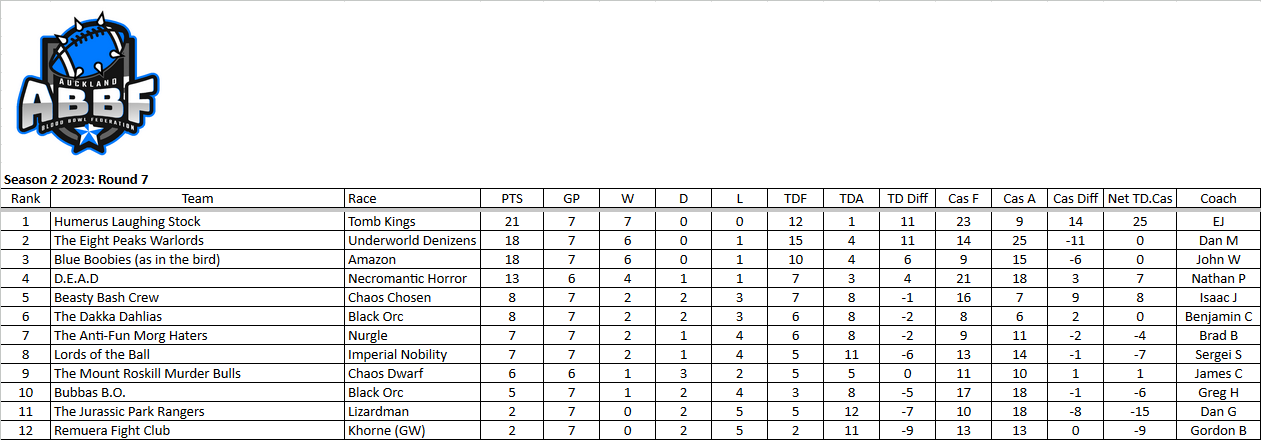 AUCKLAND
ABBF
BLOOD BOWL FEDERATION
Season 2 2023: Round 7
Rank Team Race PTS GP W D L TDF TDA TD Diff Cas F Cas A Cas Diff Net TD.Cas Coach
1 Humerus Laughing Stock Tomb Kings 21 7 7 0 0 12 1 11 23 9 14 25 EJ
2 The Eight Peaks Warlords Underworld Denizens 18 7 6 0 1 15 4 11 14 25 -11 0 Dan M
3 Blue Boobies (as in the bird) Amazon 18 7 6 0 1 10 4 6 9 15 -6 0 John W
4 D.E.A.D Necromantic Horror 13 6 4 1 1 7 3 4 21 18 3 7 Nathan P
5 Beasty Bash Crew Chaos Chosen 8 7 2 2 3 7 8 -1 16 7 9 8 Isaac J
6 The Dakka Dahlias Black Orc 8 7 2 2 3 6 8 -2 8 6 2 0 Benjamin C
7 The Anti-Fun Morg Haters Nurgle 7 7 2 1 4 6 8 -2 9 11 -2 -4 Brad B
8 Lords of the Ball Imperial Nobility 7 7 2 1 4 5 11 -6 13 14 -1 -7 Sergei S
9 The Mount Roskill Murder Bulls Chaos Dwarf 6 6 1 3 2 5 5 0 11 10 1 1 James C
10 Bubbas B.O. Black Orc 5 7 1 2 4 3 8 -5 17 18 -1 -6 Greg H
11 The Jurassic Park Rangers Lizardman 2 7 0 2 5 5 12 -7 10 18 -8 -15 Dan G
12 Remuera Fight Club Khorne (GW) 2 7 0 2 5 2 11 -9 13 13 0 -9 Gordon B